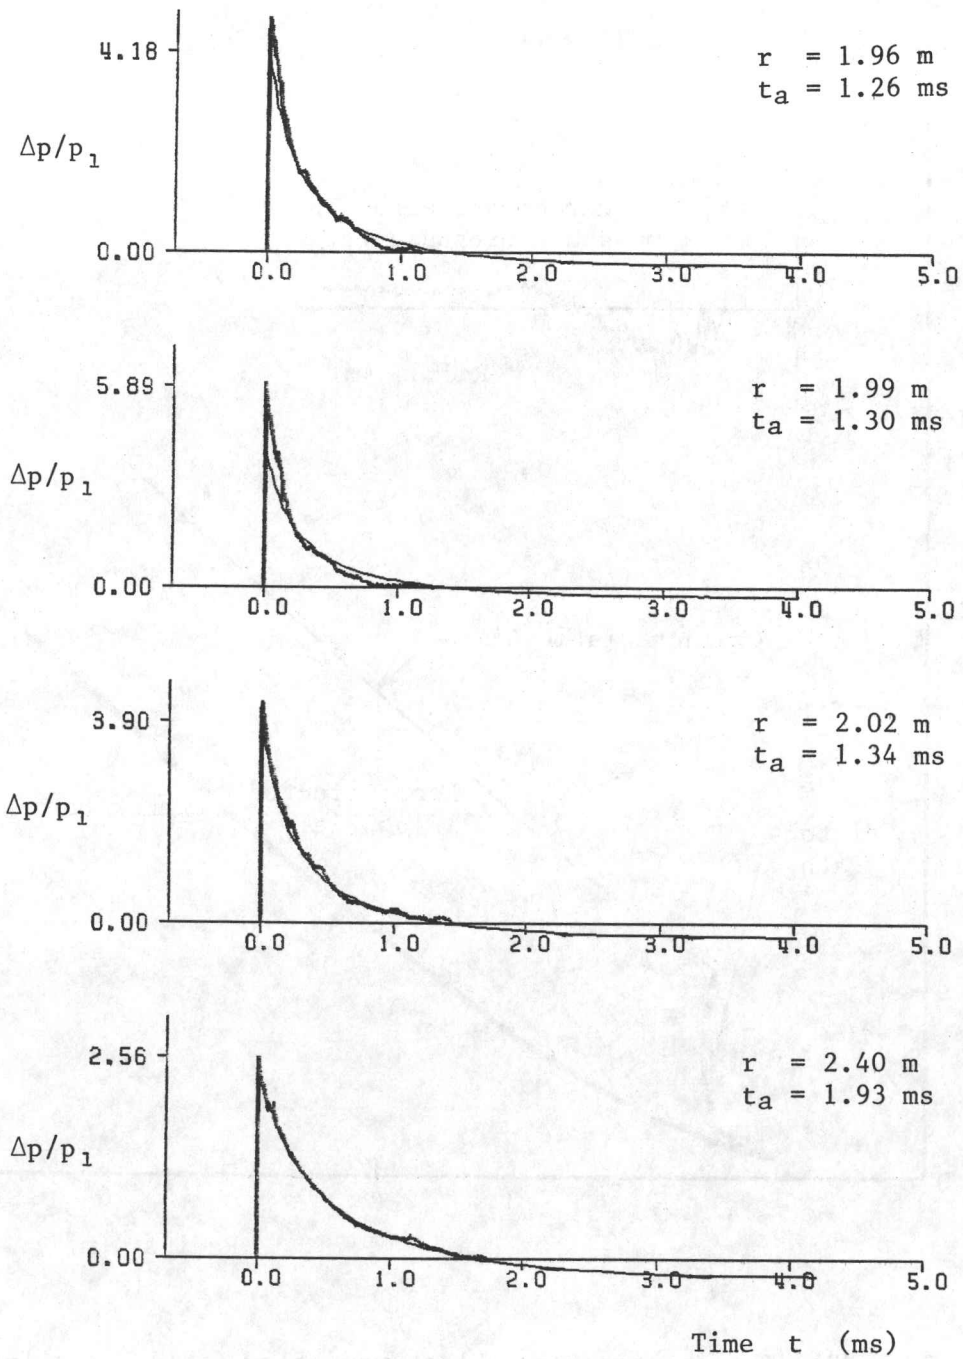 4.18
r = 1.96 m
tₐ = 1.26 ms
Δp/p₁
0.00
0.0 1.0 2.0 3.0 4.0 5.0
5.89
r = 1.99 m
tₐ = 1.30 ms
Δp/p₁
0.00
0.0 1.0 2.0 3.0 4.0 5.0
3.90
r = 2.02 m
tₐ = 1.34 ms
Δp/p₁
0.00
0.0 1.0 2.0 3.0 4.0 5.0
2.56
r = 2.40 m
tₐ = 1.93 ms
Δp/p₁
0.00
0.0 1.0 2.0 3.0 4.0 5.0
Time t (ms)